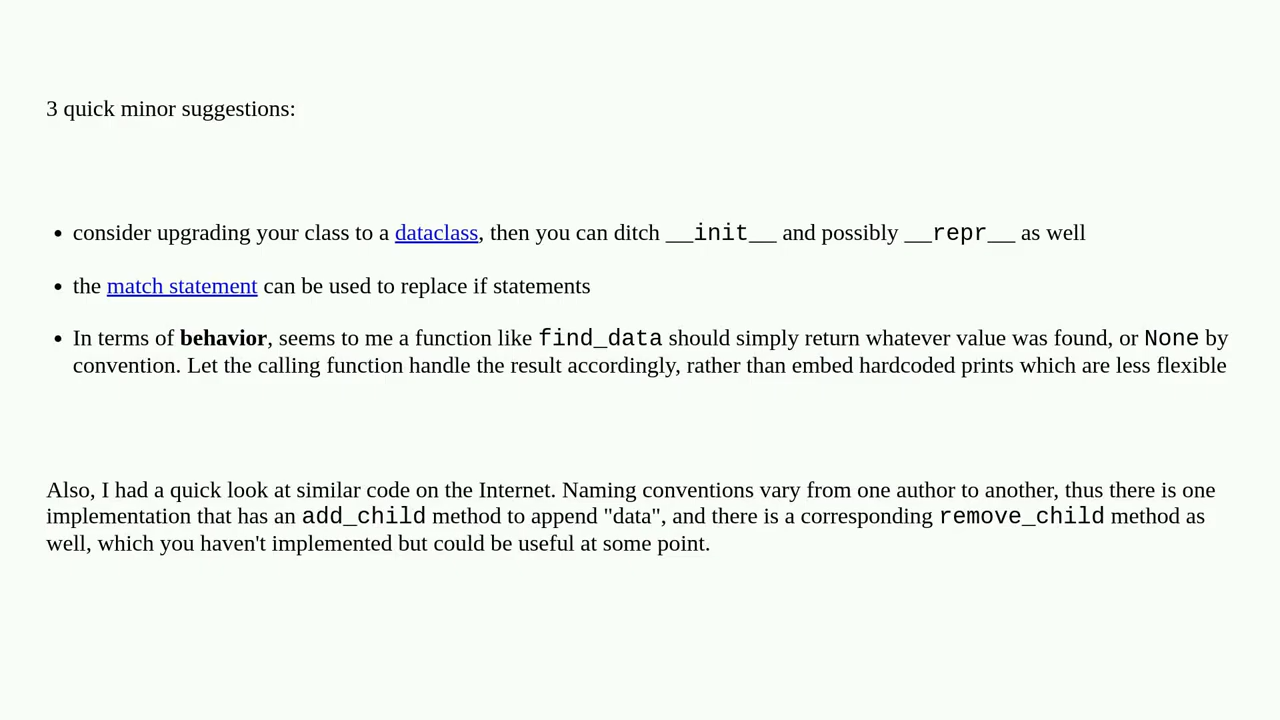 3 quick minor suggestions:
• consider upgrading your class to a dataclass, then you can ditch __init__ and possibly __repr__ as well
• the match statement can be used to replace if statements
• In terms of behavior, seems to me a function like find_data should simply return whatever value was found, or None by
convention. Let the calling function handle the result accordingly, rather than embed hardcoded prints which are less flexible
Also, I had a quick look at similar code on the Internet. Naming conventions vary from one author to another, thus there is one
implementation that has an add_child method to append "data", and there is a corresponding remove_child method as
well, which you haven't implemented but could be useful at some point.